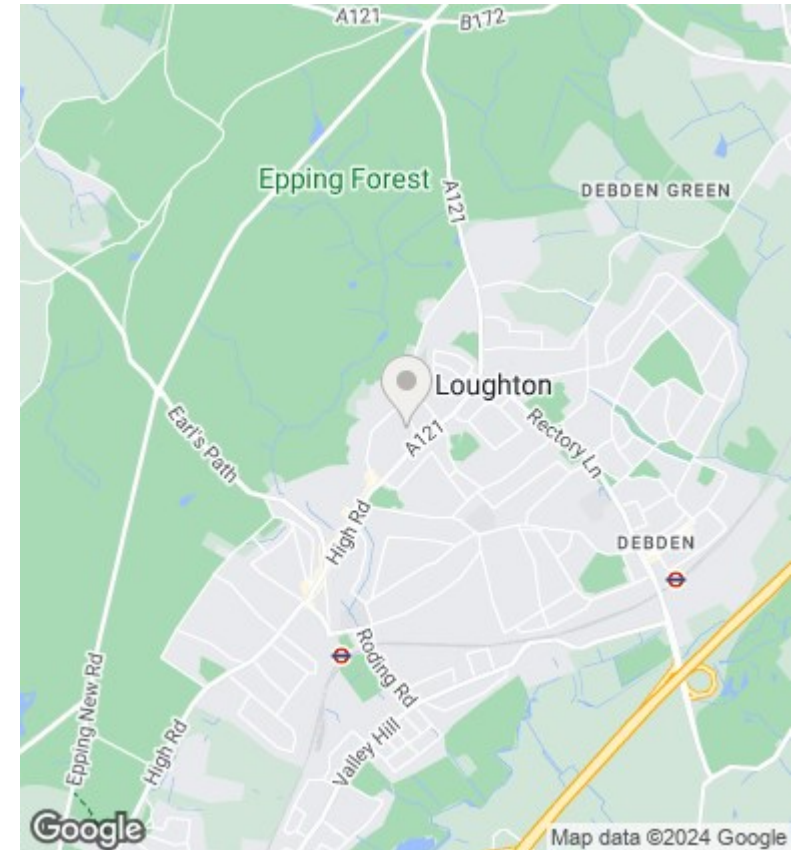 A121
B172
Epping Forest
A121
DEBDEN GREEN
Loughton
Earl's Path
A121
Rectory Ln
High Rd
DEBDEN
Roding Rd
Epping New Rd
High Rd
Valley Hill
Google
Map data ©2024 Google